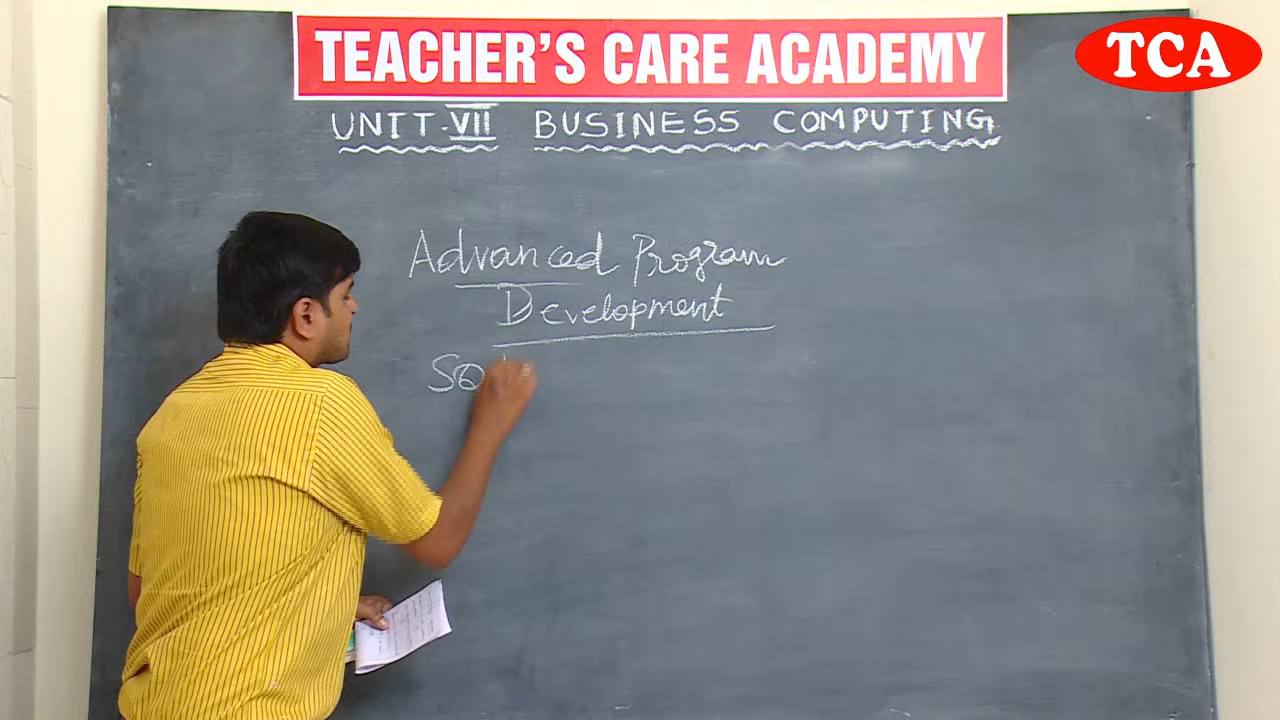 TEACHER'S CARE ACADEMY
TCA
UNIT-VII BUSINESS COMPUTING
Advanced Program
Development